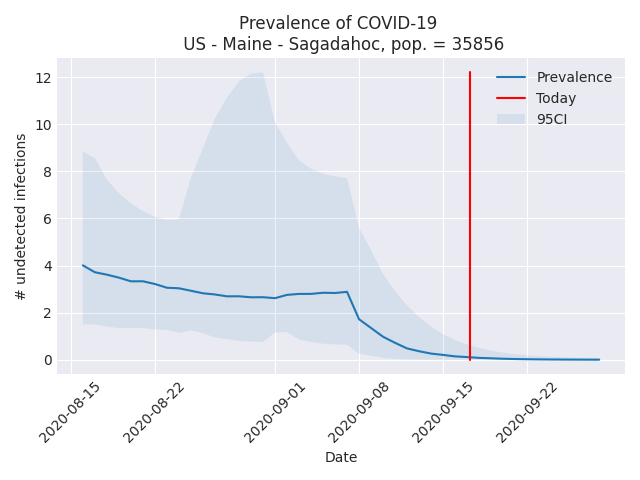 Prevalence of COVID-19
US - Maine - Sagadahoc, pop. = 35856
Prevalence
Today
95CI
12
10
8
6
4
2
0
# undetected infections
2020-08-15
2020-08-22
2020-09-01
2020-09-08
2020-09-15
2020-09-22
Date